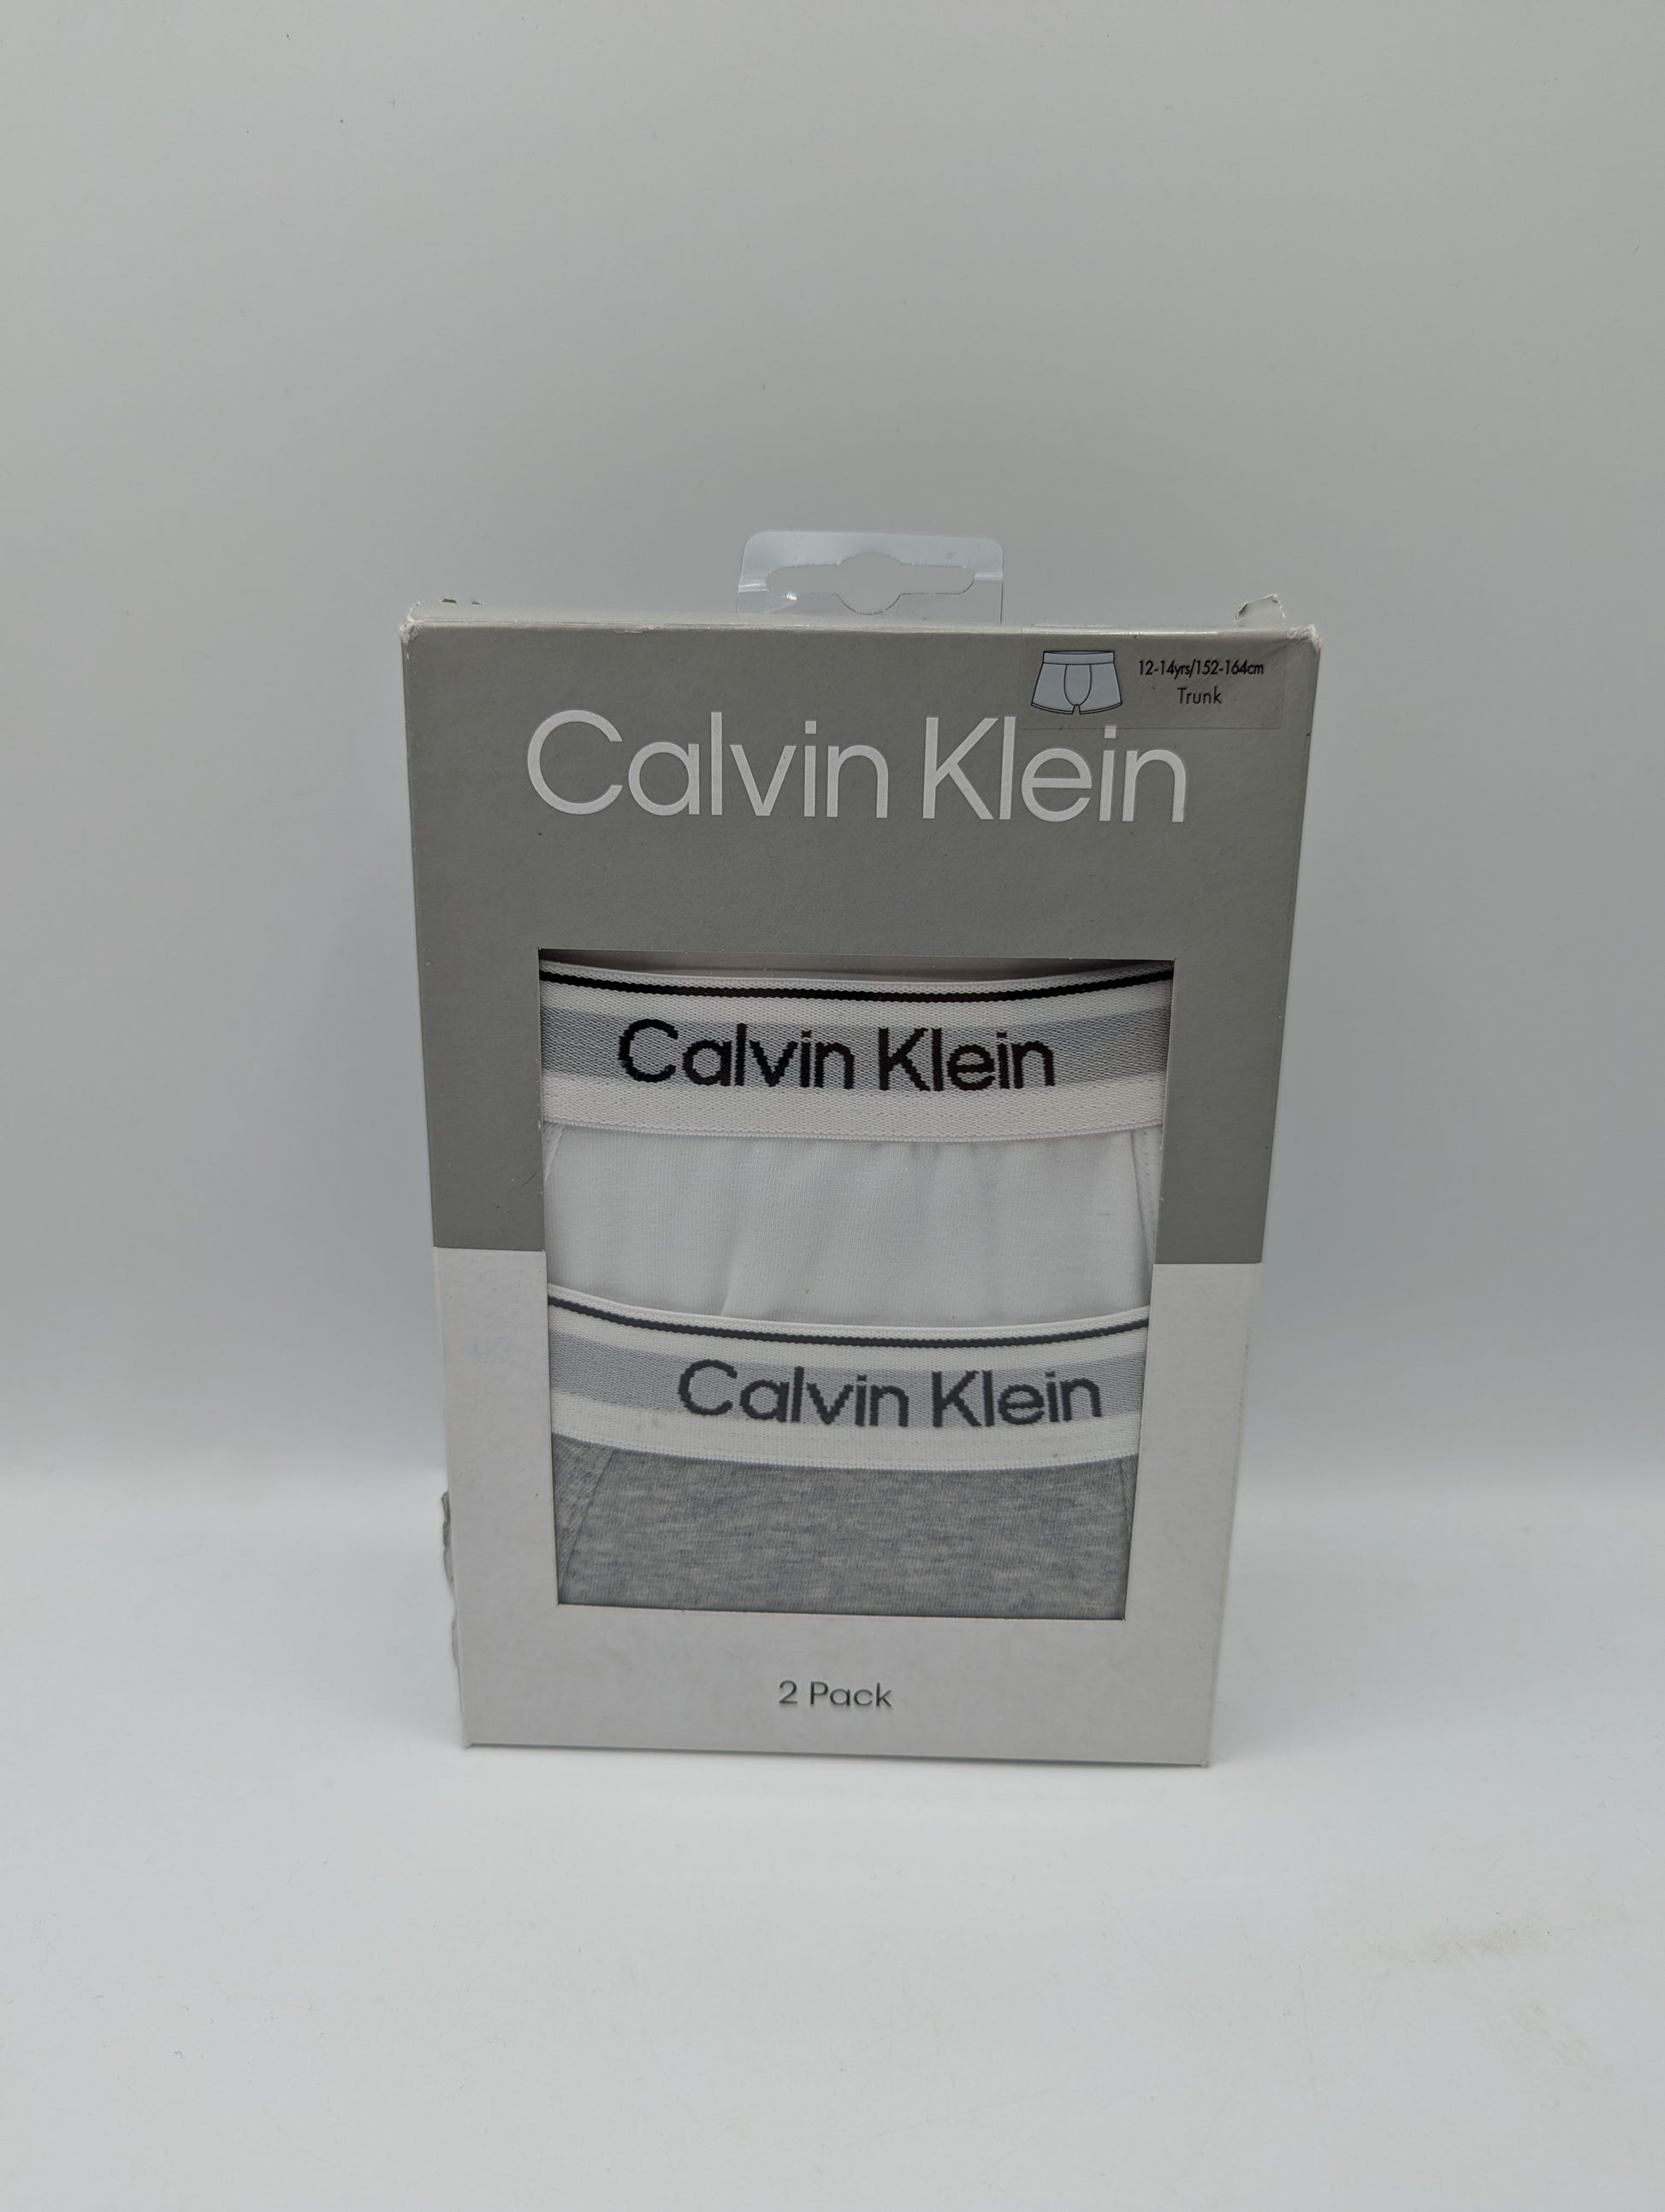 12-14yrs/152-164cm
Trunk
Calvin Klein
Calvin Klein
Calvin Klein
2 Pack